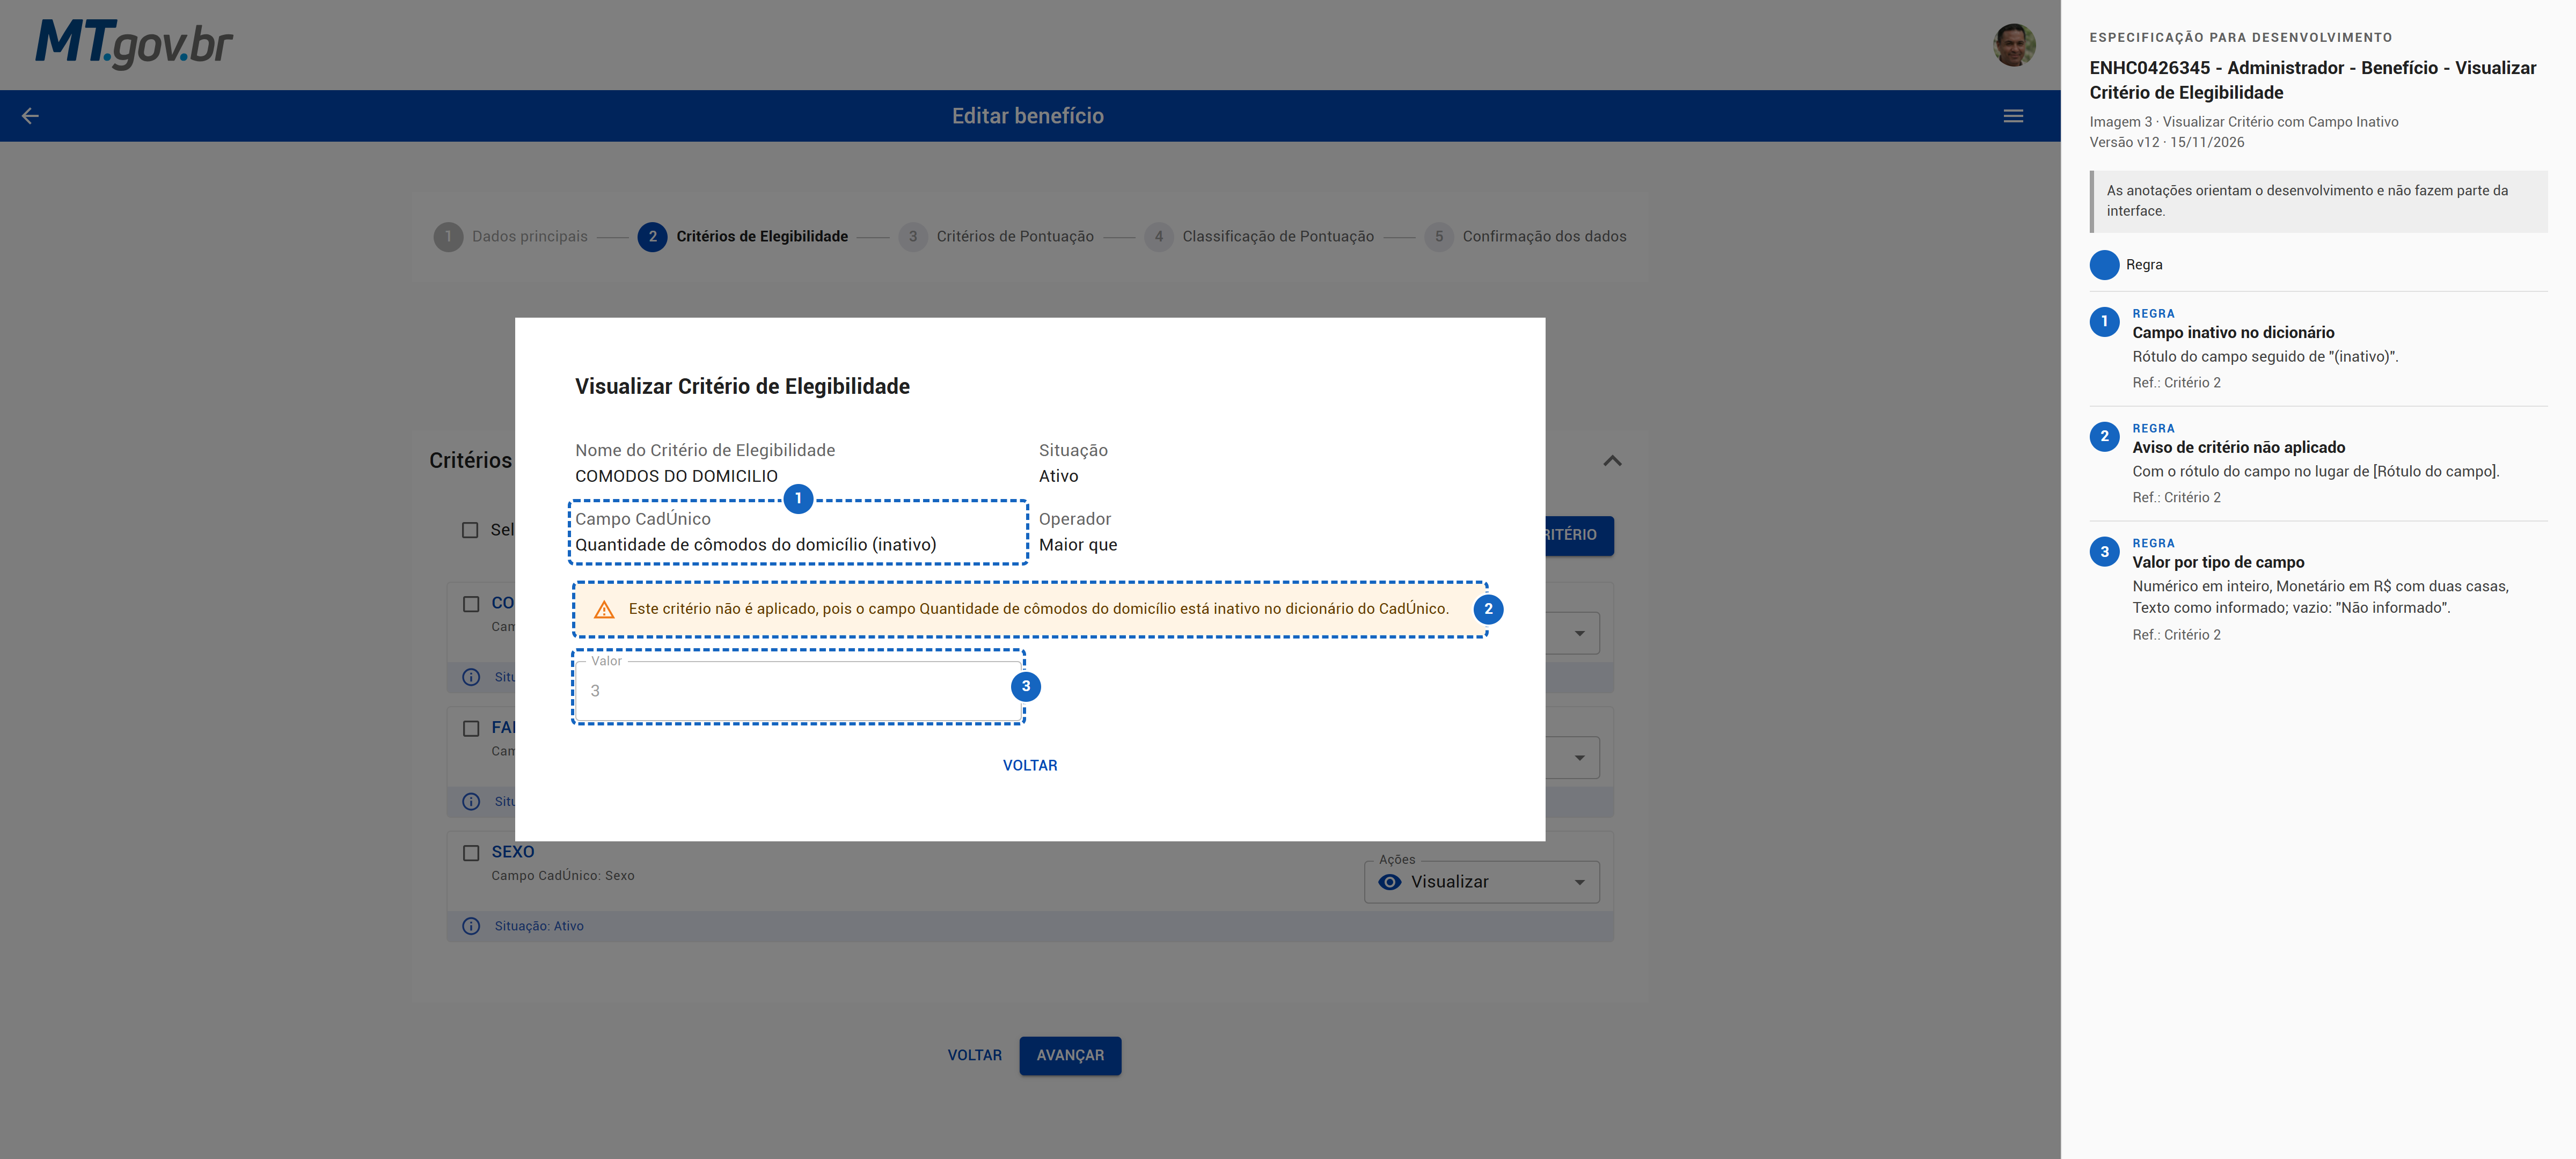 MT.gov.br
Editar benefício
1 Dados principais
2 Critérios de Elegibilidade
3 Critérios de Pontuação
4 Classificação de Pontuação
5 Confirmação dos dados
Critérios
Visualizar Critério de Elegibilidade
Nome do Critério de Elegibilidade
COMODOS DO DOMICILIO
Situação
Ativo
1
Campo CadÚnico
Quantidade de cômodos do domicílio (inativo)
Operador
Maior que
Este critério não é aplicado, pois o campo Quantidade de cômodos do domicílio está inativo no dicionário do CadÚnico.
2
Valor
3
3
VOLTAR
SEXO
Campo CadÚnico: Sexo
Ações
Visualizar
Situação: Ativo
VOLTAR
AVANÇAR
ESPECIFICAÇÃO PARA DESENVOLVIMENTO
ENHC0426345 - Administrador - Benefício - Visualizar
Critério de Elegibilidade
Imagem 3 · Visualizar Critério com Campo Inativo
Versão v12 · 15/11/2026
As anotações orientam o desenvolvimento e não fazem parte da
interface.
Regra
1
REGRA
Campo inativo no dicionário
Rótulo do campo seguido de "(inativo)".
Ref.: Critério 2
2
REGRA
Aviso de critério não aplicado
Com o rótulo do campo no lugar de [Rótulo do campo].
Ref.: Critério 2
3
REGRA
Valor por tipo de campo
Numérico em inteiro, Monetário em R$ com duas casas,
Texto como informado; vazio: "Não informado".
Ref.: Critério 2